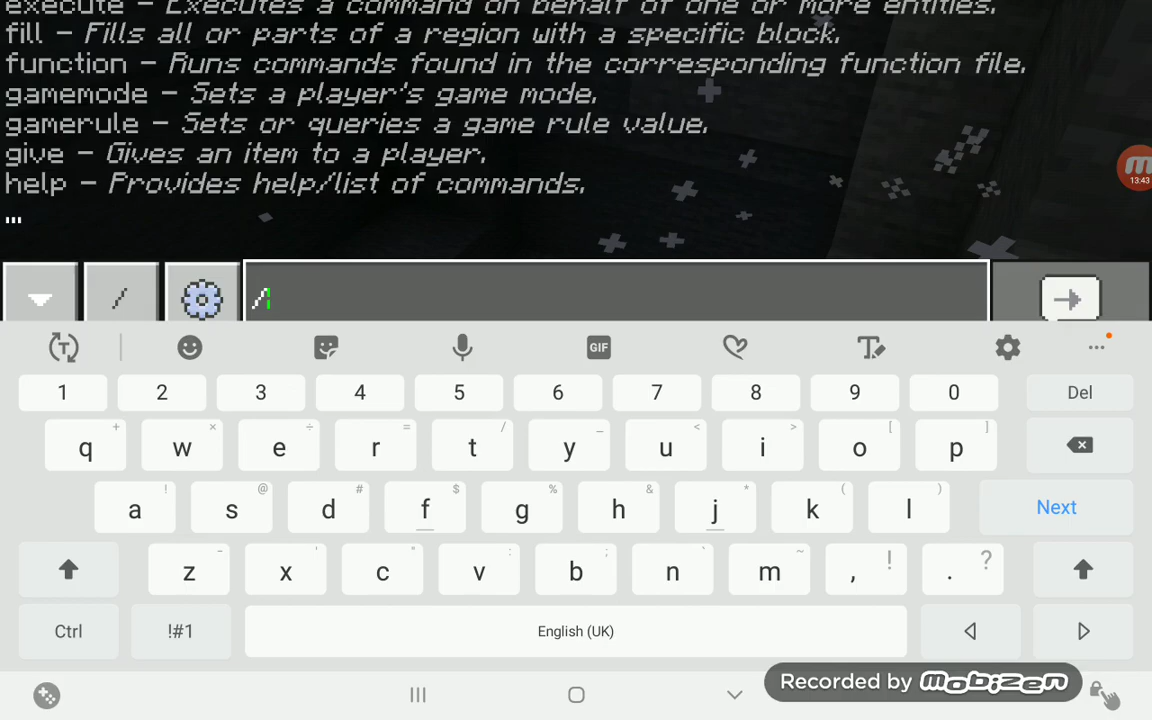 execute – Executes a command on behalf of one or more entities.
fill – Fills all or parts of a region with a specific block.
function – Runs commands found in the corresponding function file.
gamemode – Sets a player's game mode.
gamerule – Sets or queries a game rule value.
give – Gives an item to a player.
help – Provides help/list of commands.
...
/ /
13:43
T GIF T ...
1 2 3 4 5 6 7 8 9 0 Del
+ × ÷ = / _ < > [ ]
q w e r t y u i o p
! @ # $ % & * ( )
a s d f g h j k l Next
- ' " : ; ` ~ ! ?
z x c v b n m , .
Ctrl !#1 English (UK)
Recorded by mobizen